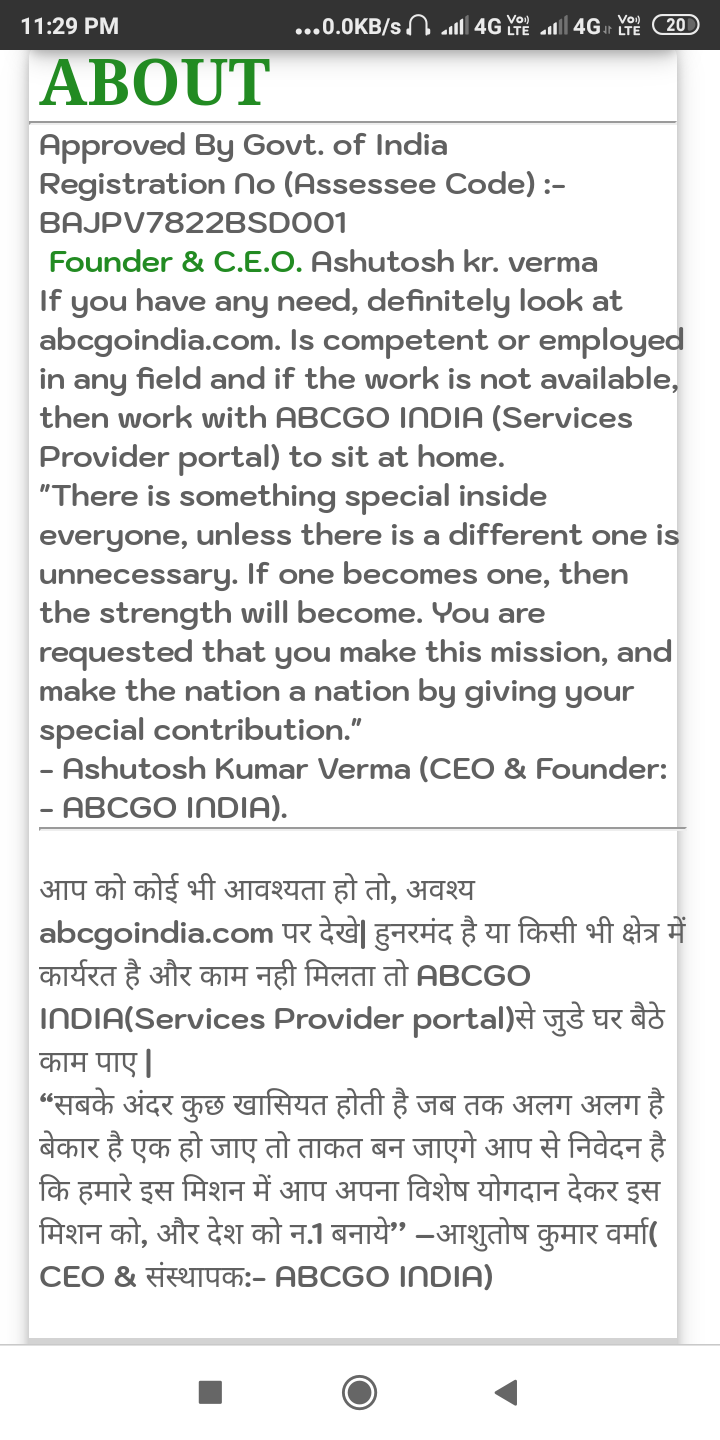 11:29 PM ...0.0KB/s 4G Vo) LTE 4G Vo) LTE 20
ABOUT
Approved By Govt. of India
Registration No (Assessee Code) :-
BAJPV7822BSD001
Founder & C.E.O. Ashutosh kr. verma
If you have any need, definitely look at
abcgoindia.com. Is competent or employed
in any field and if the work is not available,
then work with ABCGO INDIA (Services
Provider portal) to sit at home.
"There is something special inside
everyone, unless there is a different one is
unnecessary. If one becomes one, then
the strength will become. You are
requested that you make this mission, and
make the nation a nation by giving your
special contribution."
- Ashutosh Kumar Verma (CEO & Founder:
- ABCGO INDIA).
आप को कोई भी आवश्यता हो तो, अवश्य
abcgoindia.com पर देखे| हुनरमंद है या किसी भी क्षेत्र में
कार्यरत है और काम नही मिलता तो ABCGO
INDIA(Services Provider portal)से जुडे घर बैठे
काम पाए |
“सबके अंदर कुछ खासियत होती है जब तक अलग अलग है
बेकार है एक हो जाए तो ताकत बन जाएगे आप से निवेदन है
कि हमारे इस मिशन में आप अपना विशेष योगदान देकर इस
मिशन को, और देश को न.1 बनाये’’ –आशुतोष कुमार वर्मा(
CEO & संस्थापक:- ABCGO INDIA)